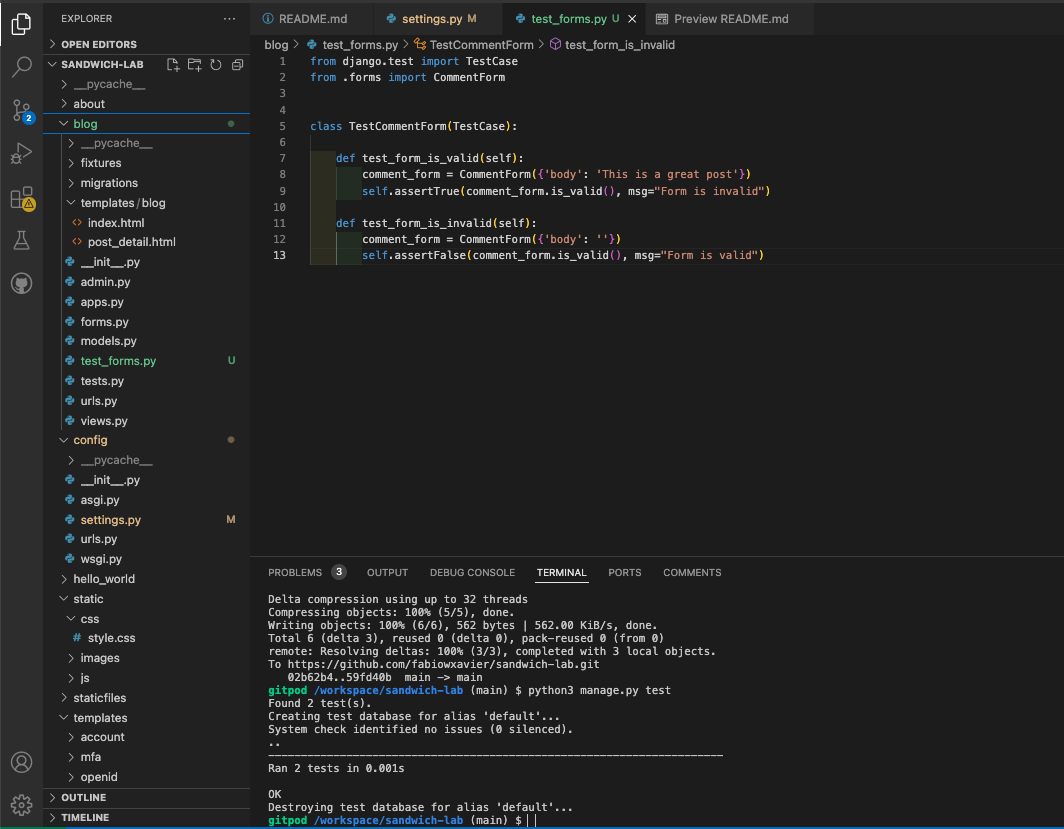 EXPLORER
OPEN EDITORS
SANDWICH-LAB
__pycache__
about
blog
__pycache__
fixtures
migrations
templates/blog
index.html
post_detail.html
__init__.py
admin.py
apps.py
forms.py
models.py
test_forms.py U
tests.py
urls.py
views.py
config
__pycache__
__init__.py
asgi.py
settings.py M
urls.py
wsgi.py
hello_world
static
css
# style.css
images
js
staticfiles
templates
account
mfa
openid
OUTLINE
TIMELINE
2
README.md settings.py M test_forms.py U Preview README.md
blog > test_forms.py > TestCommentForm > test_form_is_invalid
1 from django.test import TestCase
2 from .forms import CommentForm
3
4
5 class TestCommentForm(TestCase):
6
7 def test_form_is_valid(self):
8 comment_form = CommentForm({'body': 'This is a great post'})
9 self.assertTrue(comment_form.is_valid(), msg="Form is invalid")
10
11 def test_form_is_invalid(self):
12 comment_form = CommentForm({'body': ''})
13 self.assertFalse(comment_form.is_valid(), msg="Form is valid")
PROBLEMS 3 OUTPUT DEBUG CONSOLE TERMINAL PORTS COMMENTS
Delta compression using up to 32 threads
Compressing objects: 100% (5/5), done.
Writing objects: 100% (6/6), 562 bytes | 562.00 KiB/s, done.
Total 6 (delta 3), reused 0 (delta 0), pack-reused 0 (from 0)
remote: Resolving deltas: 100% (3/3), completed with 3 local objects.
To https://github.com/fabiowxavier/sandwich-lab.git
02b62b4..59fd40b main -> main
gitpod /workspace/sandwich-lab (main) $ python3 manage.py test
Found 2 test(s).
Creating test database for alias 'default'...
System check identified no issues (0 silenced).
..
----------------------------------------------------------------------
Ran 2 tests in 0.001s
OK
Destroying test database for alias 'default'...
gitpod /workspace/sandwich-lab (main) $